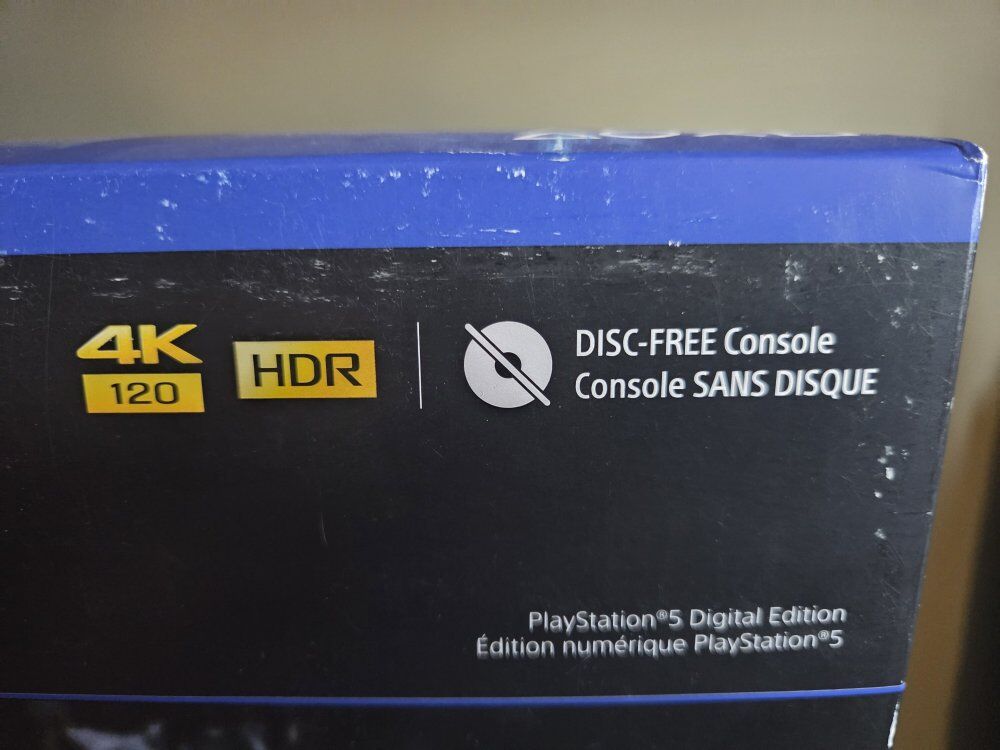 4K
120
HDR
DISC-FREE Console
Console SANS DISQUE
PlayStation®5 Digital Edition
Édition numérique PlayStation®5